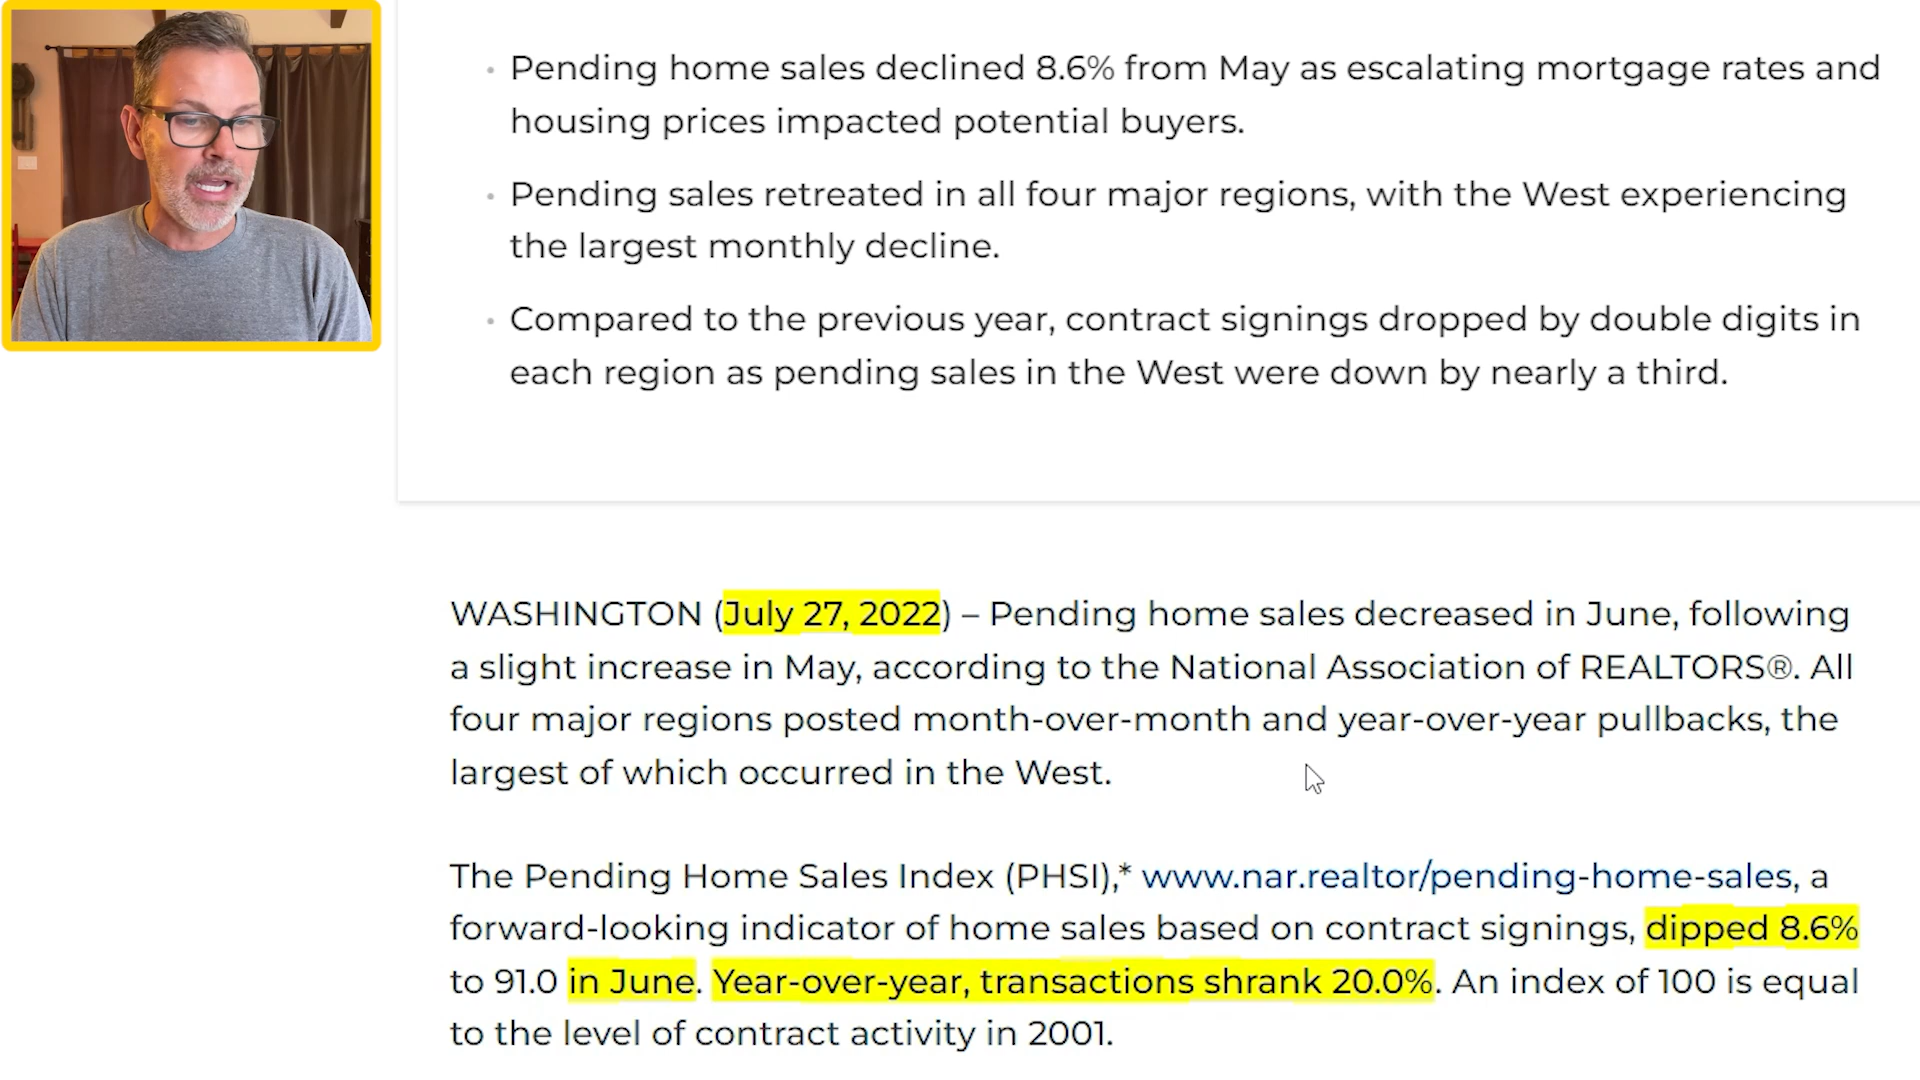 Pending home sales declined 8.6% from May as escalating mortgage rates and
housing prices impacted potential buyers.
Pending sales retreated in all four major regions, with the West experiencing
the largest monthly decline.
Compared to the previous year, contract signings dropped by double digits in
each region as pending sales in the West were down by nearly a third.
WASHINGTON (July 27, 2022) – Pending home sales decreased in June, following
a slight increase in May, according to the National Association of REALTORS®. All
four major regions posted month-over-month and year-over-year pullbacks, the
largest of which occurred in the West.
The Pending Home Sales Index (PHSI),* www.nar.realtor/pending-home-sales, a
forward-looking indicator of home sales based on contract signings, dipped 8.6%
to 91.0 in June. Year-over-year, transactions shrank 20.0%. An index of 100 is equal
to the level of contract activity in 2001.